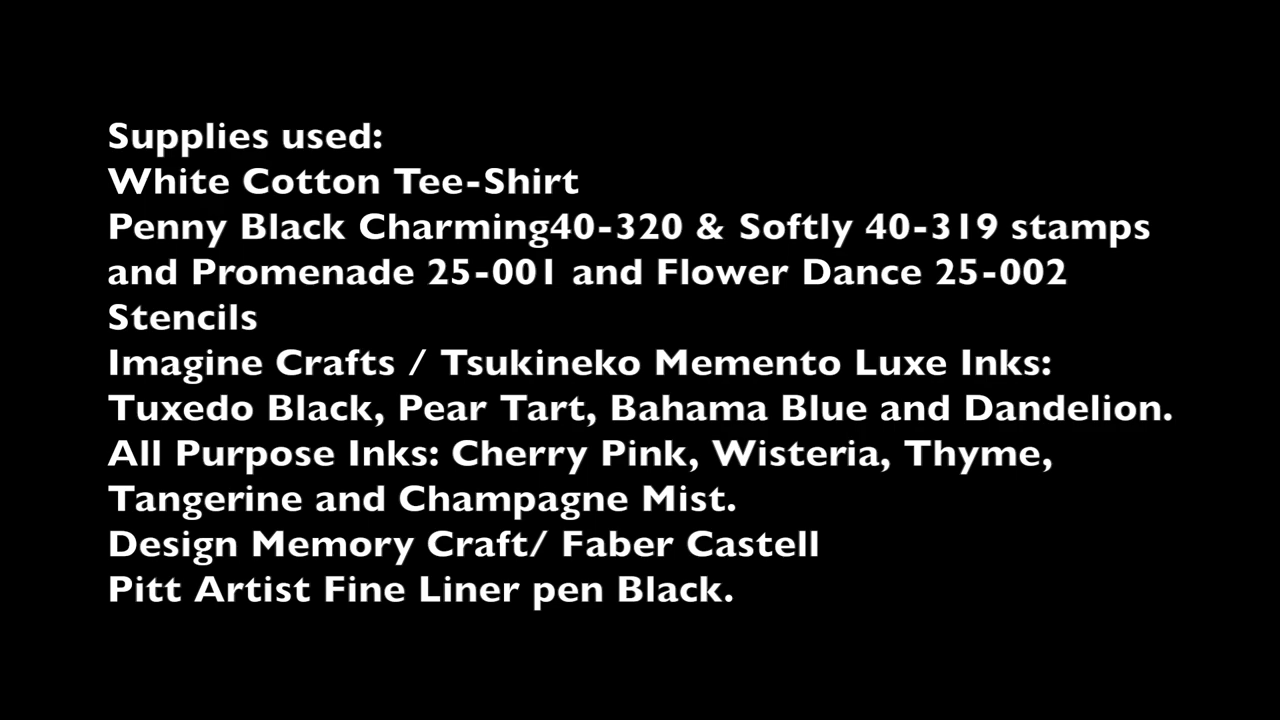 Supplies used:
White Cotton Tee-Shirt
Penny Black Charming40-320 & Softly 40-319 stamps
and Promenade 25-001 and Flower Dance 25-002
Stencils
Imagine Crafts / Tsukineko Memento Luxe Inks:
Tuxedo Black, Pear Tart, Bahama Blue and Dandelion.
All Purpose Inks: Cherry Pink, Wisteria, Thyme,
Tangerine and Champagne Mist.
Design Memory Craft/ Faber Castell
Pitt Artist Fine Liner pen Black.